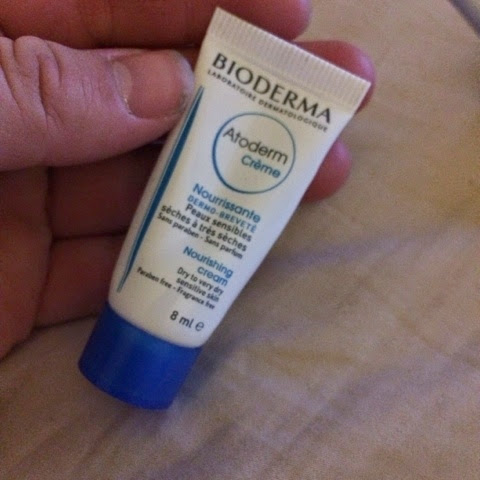 BIODERMA
LABORATOIRE DERMATOLOGIQUE
Atoderm
Crème
Nourrissante
DERMO-BREVETÉ
Peaux sensibles
sèches à très sèches
Sans paraben - Sans parfum
Nourishing
cream
Dry to very dry
sensitive skin
Paraben free - Fragrance free
8 ml ℮